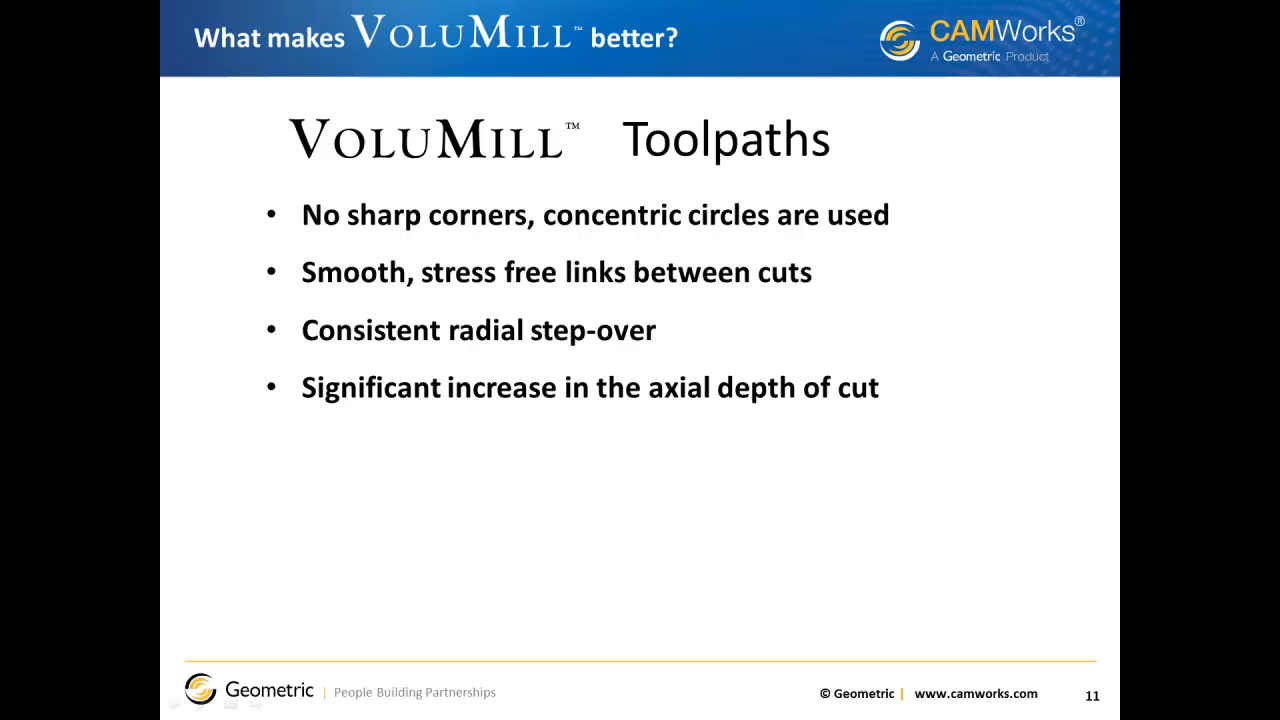 What makes VOLUMILL™ better?
CAMWorks®
A Geometric Product
VOLUMILL™ Toolpaths
• No sharp corners, concentric circles are used
• Smooth, stress free links between cuts
• Consistent radial step-over
• Significant increase in the axial depth of cut
Geometric | People Building Partnerships
© Geometric | www.camworks.com
11